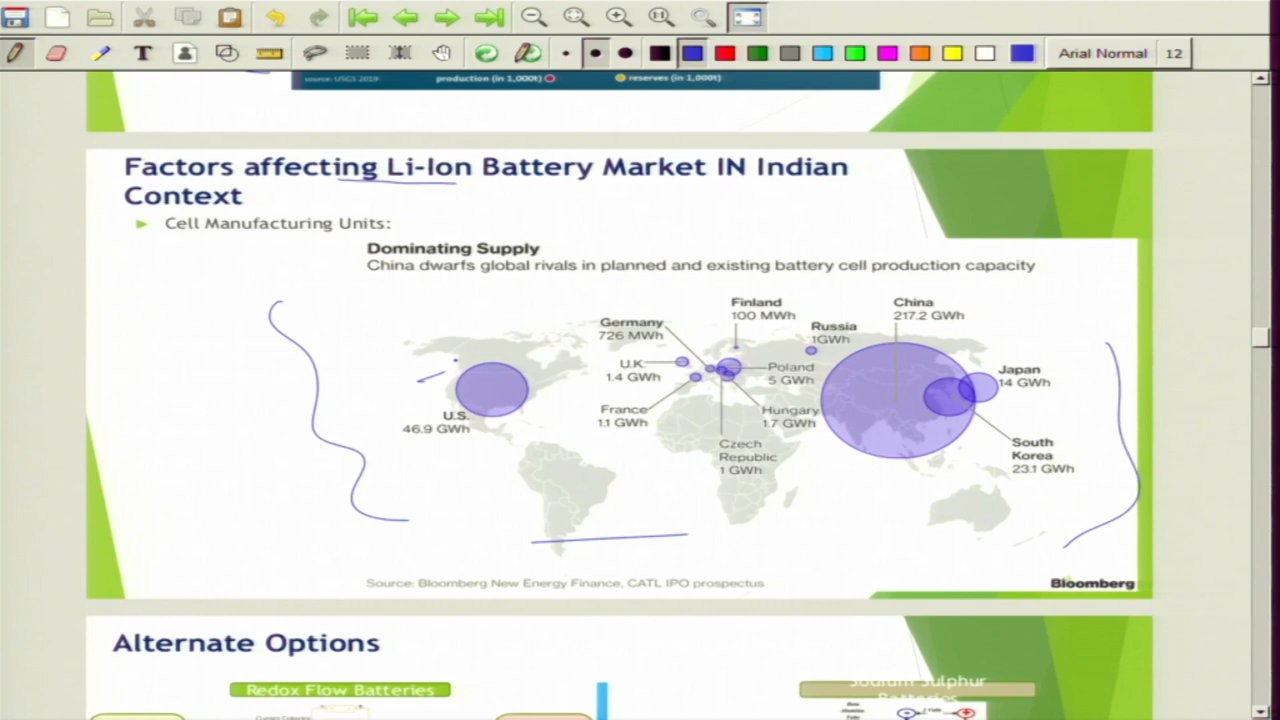 Arial Normal 12
source: USGS 2019
production (in 1,000t)
reserves (in 1,000t)
Factors affecting Li-Ion Battery Market IN Indian
Context
Cell Manufacturing Units:
Dominating Supply
China dwarfs global rivals in planned and existing battery cell production capacity
Finland
100 MWh
China
217.2 GWh
Germany
726 MWh
Russia
1GWh
U.K.
1.4 GWh
Poland
5 GWh
Japan
14 GWh
U.S.
46.9 GWh
France
1.1 GWh
Hungary
1.7 GWh
Czech
Republic
1 GWh
South
Korea
23.1 GWh
Source: Bloomberg New Energy Finance, CATL IPO prospectus
Bloomberg
Alternate Options
Redox Flow Batteries
Sodium Sulphur
Batteries
Current Collector